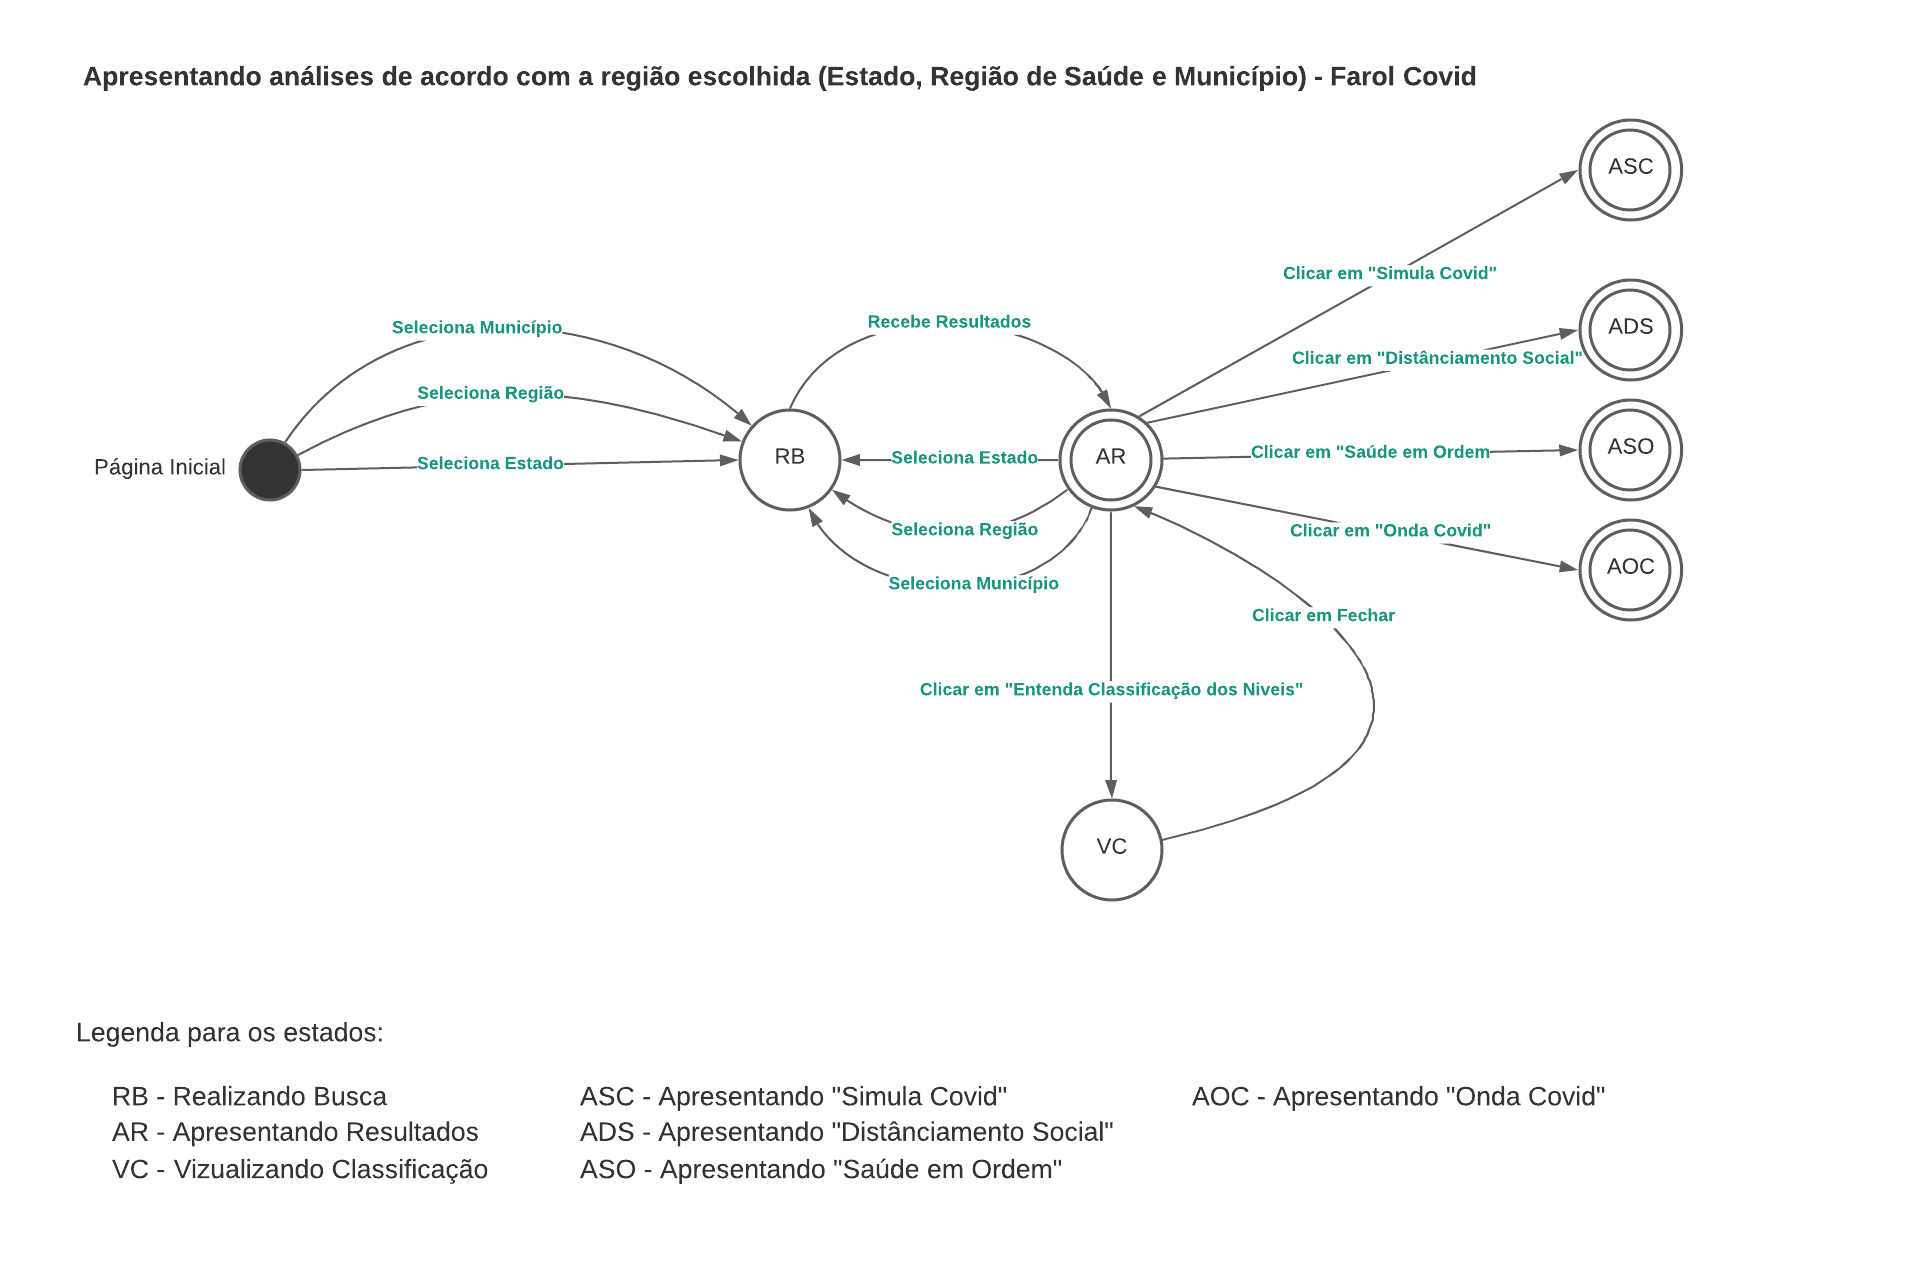 Apresentando análises de acordo com a região escolhida (Estado, Região de Saúde e Município) - Farol Covid
ASC
Clicar em "Simula Covid"
ADS
Seleciona Município
Recebe Resultados
Clicar em "Distânciamento Social"
Seleciona Região
Página Inicial
Seleciona Estado
RB
Seleciona Estado
AR
Clicar em "Saúde em Ordem
ASO
Seleciona Região
Clicar em "Onda Covid"
AOC
Seleciona Município
Clicar em Fechar
Clicar em "Entenda Classificação dos Niveis"
VC
Legenda para os estados:
RB - Realizando Busca
AR - Apresentando Resultados
VC - Vizualizando Classificação
ASC - Apresentando "Simula Covid"
ADS - Apresentando "Distânciamento Social"
ASO - Apresentando "Saúde em Ordem"
AOC - Apresentando "Onda Covid"